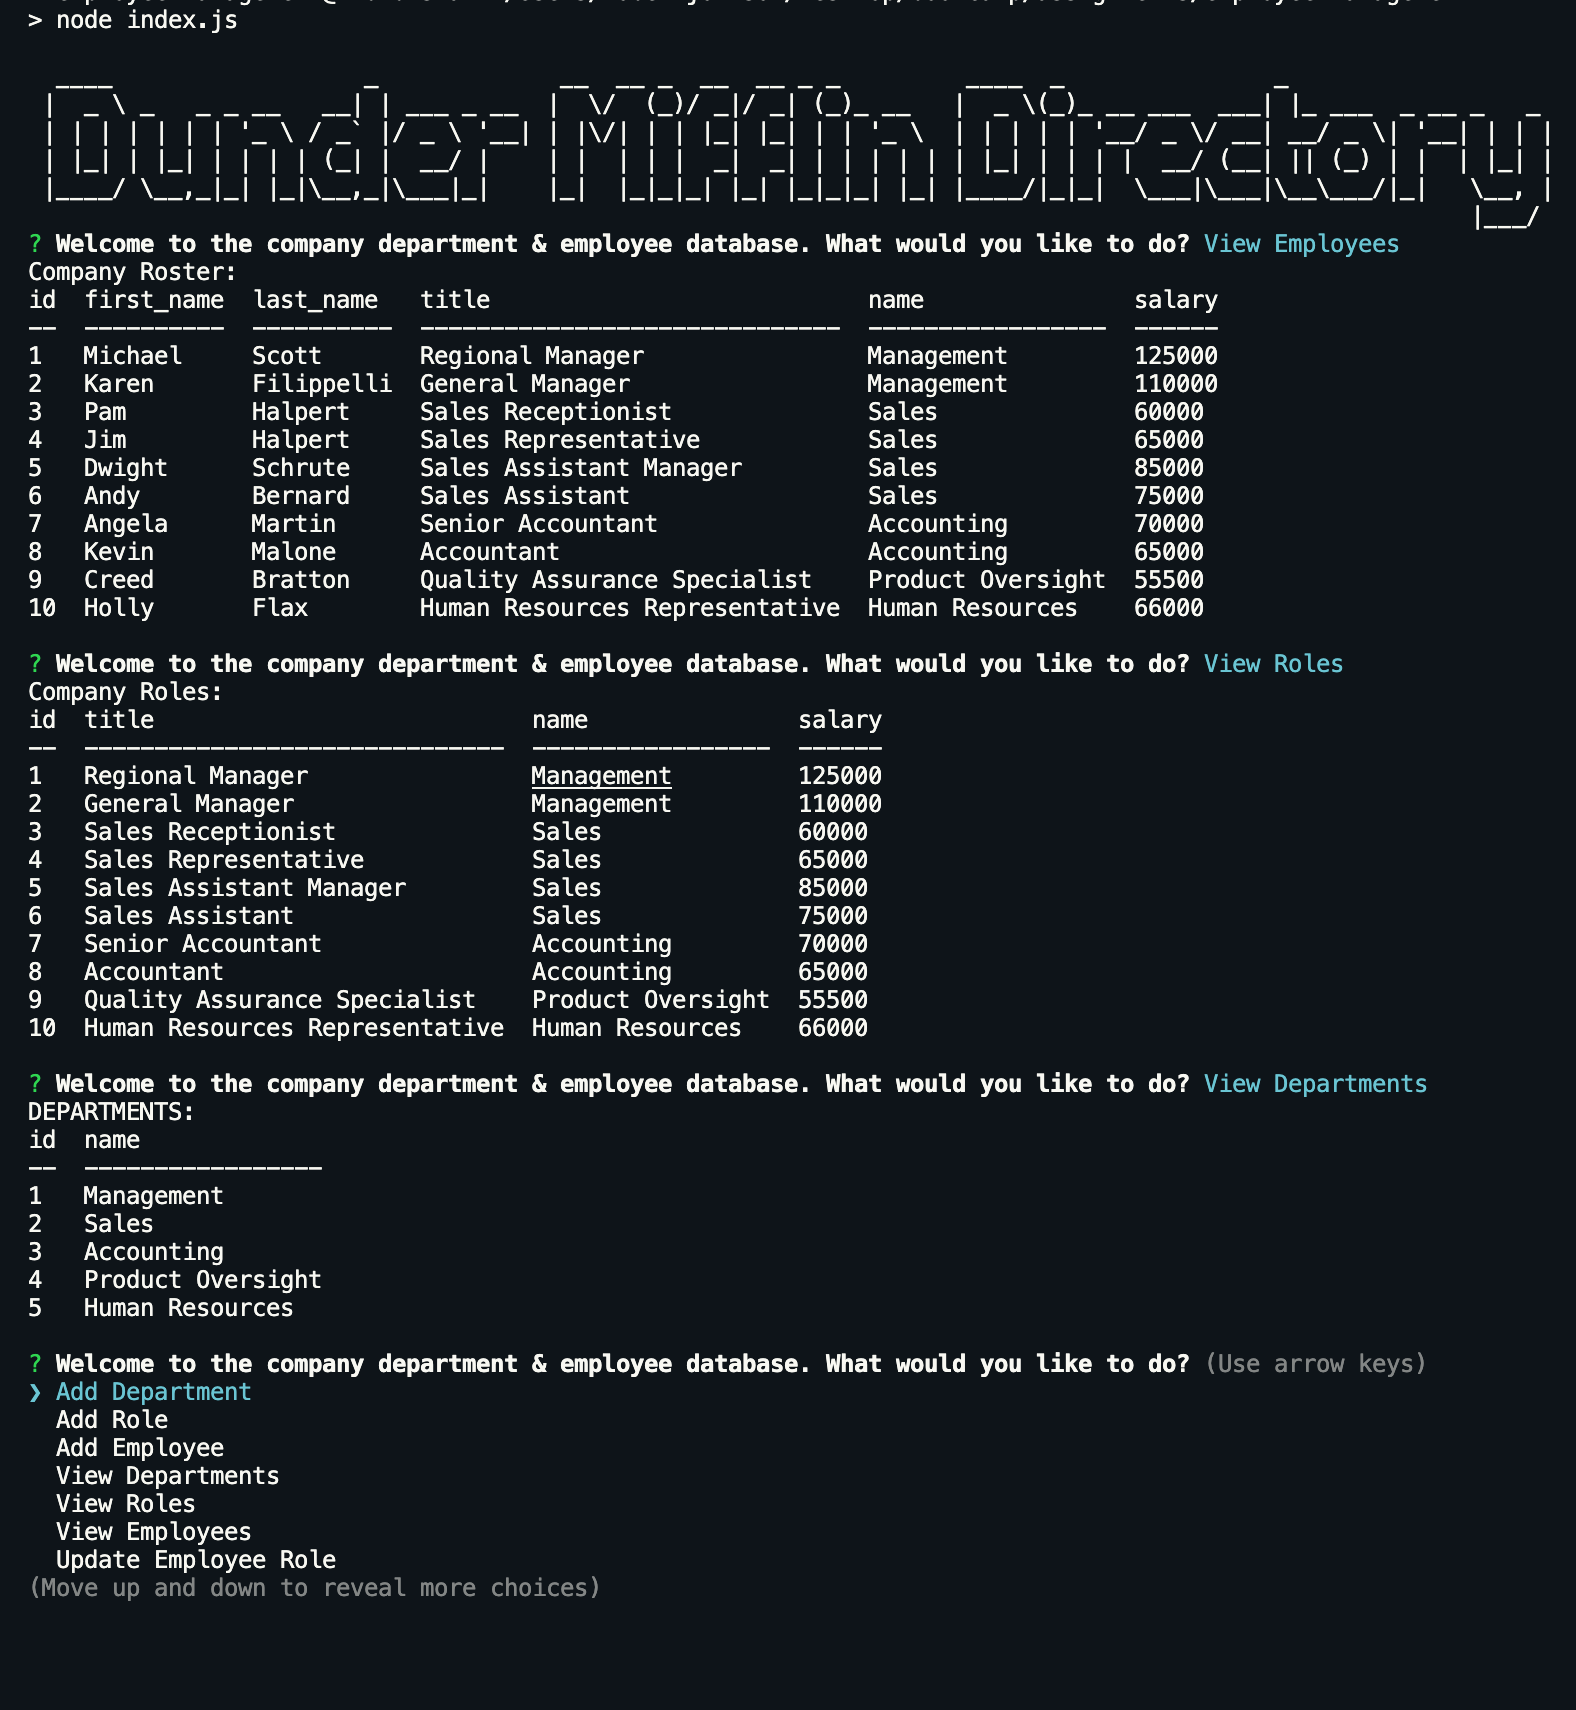 > node index.js
Dunder Mifflin Directory
? Welcome to the company department & employee database. What would you like to do? View Employees
Company Roster:
id  first_name  last_name   title                           name               salary
--  ----------  ----------  ------------------------------  -----------------  ------
1   Michael     Scott       Regional Manager                Management         125000
2   Karen       Filippelli  General Manager                 Management         110000
3   Pam         Halpert     Sales Receptionist              Sales              60000
4   Jim         Halpert     Sales Representative            Sales              65000
5   Dwight      Schrute     Sales Assistant Manager         Sales              85000
6   Andy        Bernard     Sales Assistant                 Sales              75000
7   Angela      Martin      Senior Accountant               Accounting         70000
8   Kevin       Malone      Accountant                      Accounting         65000
9   Creed       Bratton     Quality Assurance Specialist    Product Oversight  55500
10  Holly       Flax        Human Resources Representative  Human Resources    66000
? Welcome to the company department & employee database. What would you like to do? View Roles
Company Roles:
id  title                           name               salary
--  ------------------------------  -----------------  ------
1   Regional Manager                Management         125000
2   General Manager                 Management         110000
3   Sales Receptionist              Sales              60000
4   Sales Representative            Sales              65000
5   Sales Assistant Manager         Sales              85000
6   Sales Assistant                 Sales              75000
7   Senior Accountant               Accounting         70000
8   Accountant                      Accounting         65000
9   Quality Assurance Specialist    Product Oversight  55500
10  Human Resources Representative  Human Resources    66000
? Welcome to the company department & employee database. What would you like to do? View Departments
DEPARTMENTS:
id  name
--  -----------------
1   Management
2   Sales
3   Accounting
4   Product Oversight
5   Human Resources
? Welcome to the company department & employee database. What would you like to do? (Use arrow keys)
❯ Add Department
  Add Role
  Add Employee
  View Departments
  View Roles
  View Employees
  Update Employee Role
(Move up and down to reveal more choices)